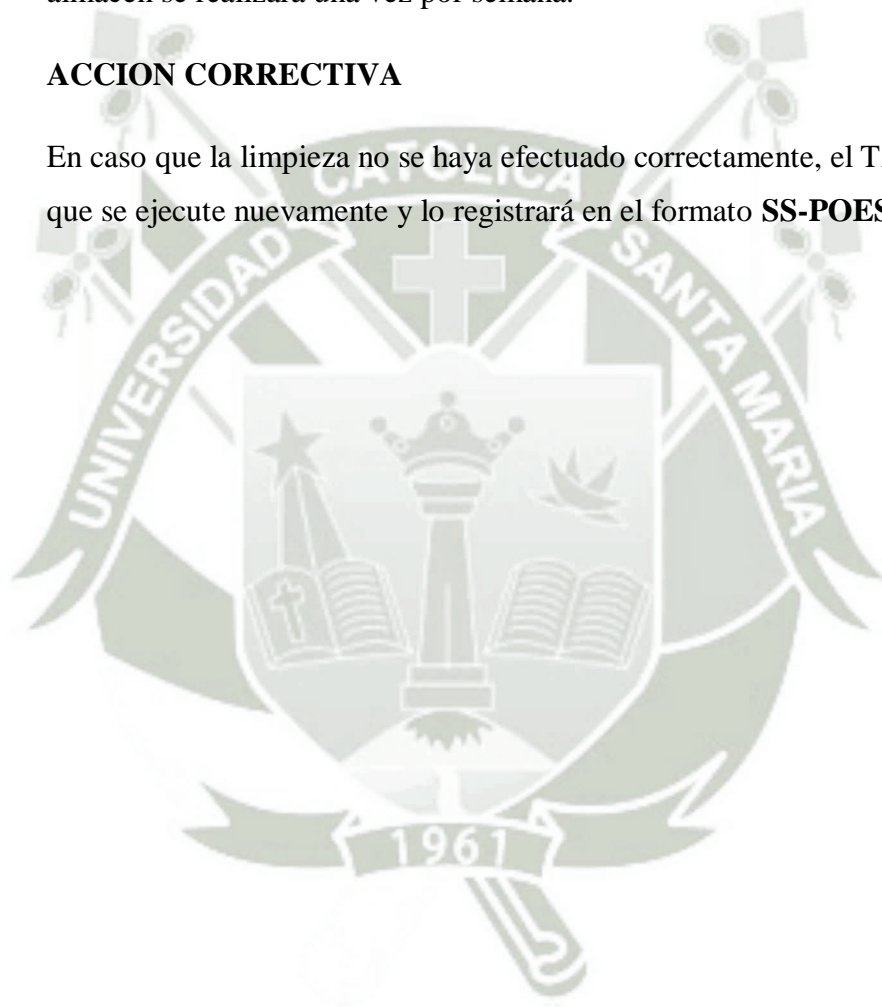 almacén se realizará una vez por semana.
ACCION CORRECTIVA
En caso que la limpieza no se haya efectuado correctamente, el T
que se ejecute nuevamente y lo registrará en el formato SS-POES
UNIVERSIDAD CATOLICA SANTA MARIA
1961